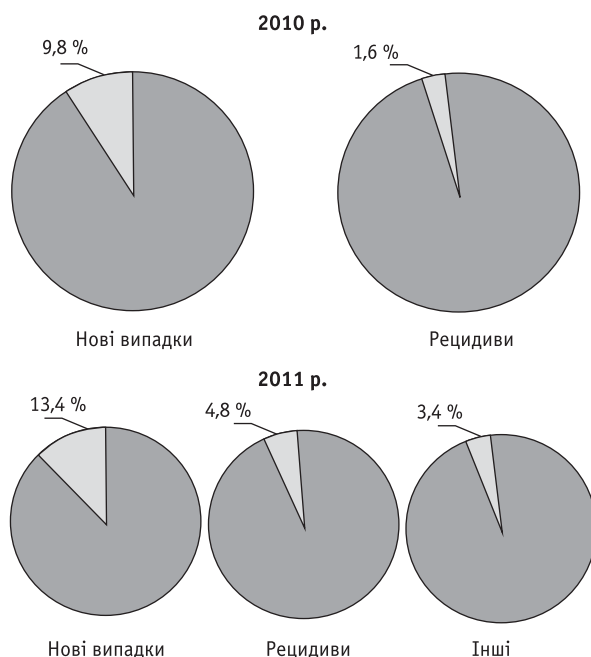 2010 р.
9,8 %
1,6 %
Нові випадки
Рецидиви
2011 р.
13,4 %
4,8 %
3,4 %
Нові випадки
Рецидиви
Інші